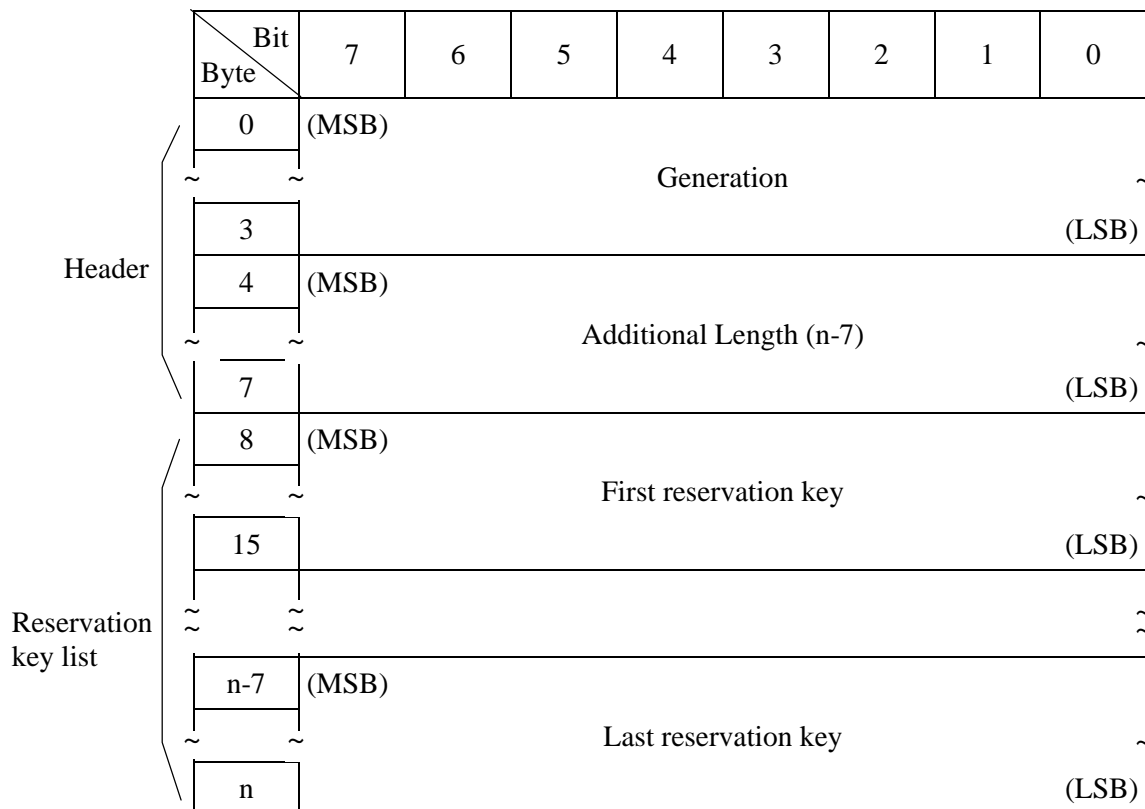 Bit
Byte
7 6 5 4 3 2 1 0
0 (MSB)
~ ~ Generation ~
3 (LSB)
Header
4 (MSB)
~ ~ Additional Length (n-7) ~
7 (LSB)
8 (MSB)
~ ~ First reservation key ~
15 (LSB)
~ ~ ~
~ ~ ~
Reservation
key list
n-7 (MSB)
~ ~ Last reservation key ~
n (LSB)